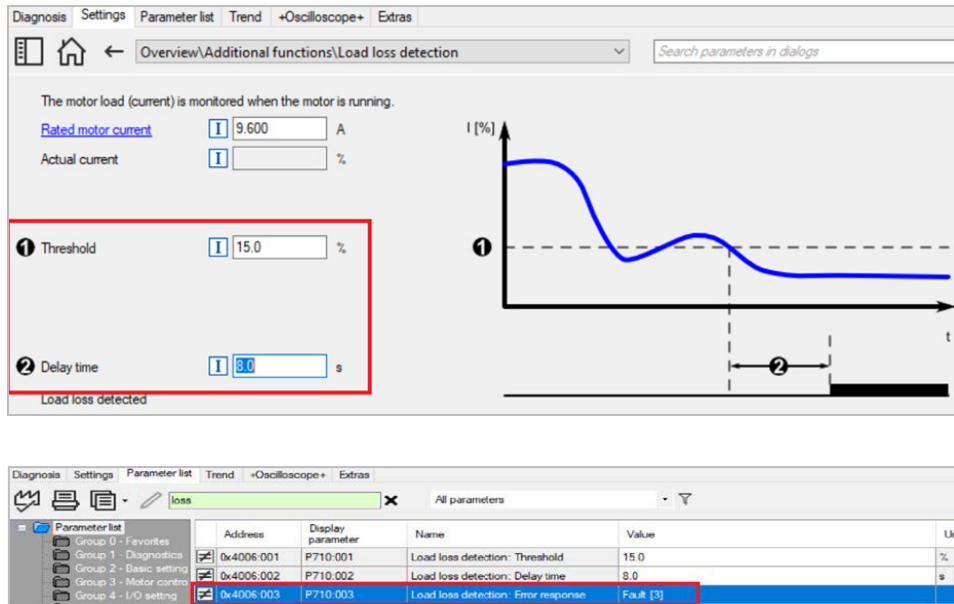 Diagnosis Settings Parameter list Trend +Oscilloscope+ Extras
Overview\Additional functions\Load loss detection Search parameters in dialogs
The motor load (current) is monitored when the motor is running.
Rated motor current I 9.600 A
Actual current I %
I [%]
❶ Threshold I 15.0 %
❶
❷ Delay time I 8.0 s
t
❷
Load loss detected
Diagnosis Settings Parameter list Trend +Oscilloscope+ Extras
loss All parameters
Parameter list
Group 0 - Favorites
Group 1 - Diagnostics
Group 2 - Basic setting
Group 3 - Motor contro
Group 4 - I/O setting
Address Display parameter Name Value
0x4006:001 P710:001 Load loss detection: Threshold 15.0 %
0x4006:002 P710:002 Load loss detection: Delay time 8.0 s
0x4006:003 P710:003 Load loss detection: Error response Fault [3]